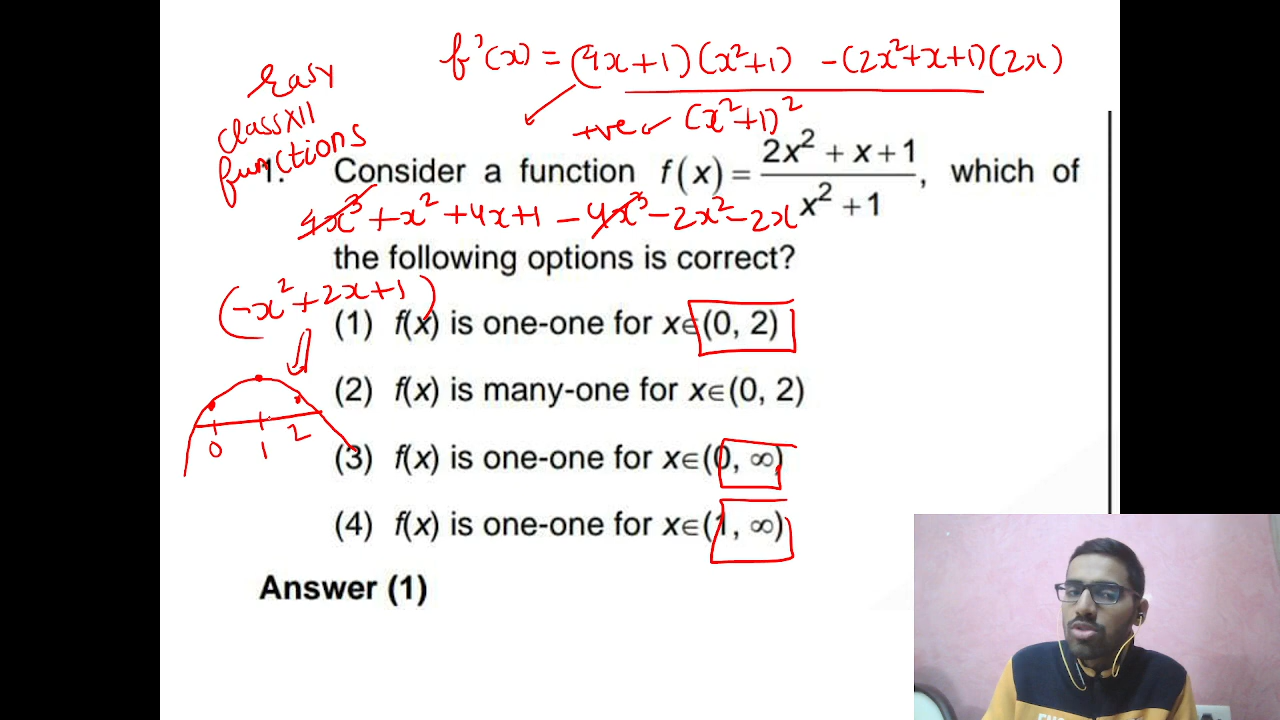 f'(x) = (4x+1)(x²+1) -(2x²+x+1)(2x)
(x²+1)²
+ve
Easy
class XII
functions
1. Consider a function f(x) = 2x² + x + 1 / x² + 1, which of
4x³ + x² + 4x + 1 - 4x³ - 2x² - 2x
the following options is correct?
(-x² + 2x + 1)
(1) f(x) is one-one for x∈(0, 2)
(2) f(x) is many-one for x∈(0, 2)
(3) f(x) is one-one for x∈(0, ∞)
(4) f(x) is one-one for x∈(1, ∞)
0 1 2
Answer (1)